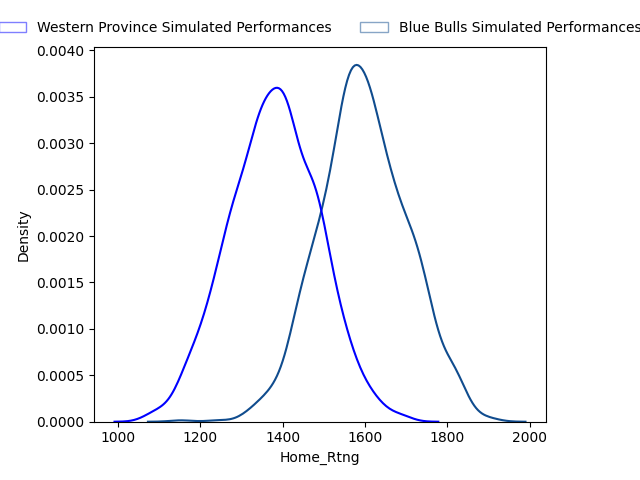 Western Province Simulated Performances Blue Bulls Simulated Performances
0.0040
0.0035
0.0030
0.0025
0.0020
0.0015
0.0010
0.0005
0.0000
Density
1000 1200 1400 1600 1800 2000
Home_Rtng